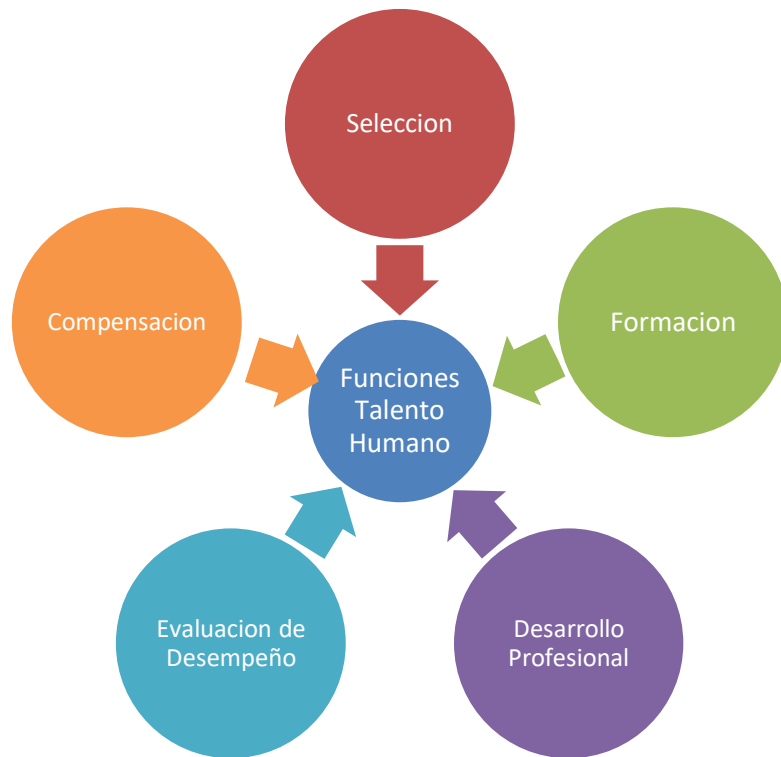 Seleccion
Compensacion
Formacion
Funciones
Talento
Humano
Evaluacion de
Desempeño
Desarrollo
Profesional